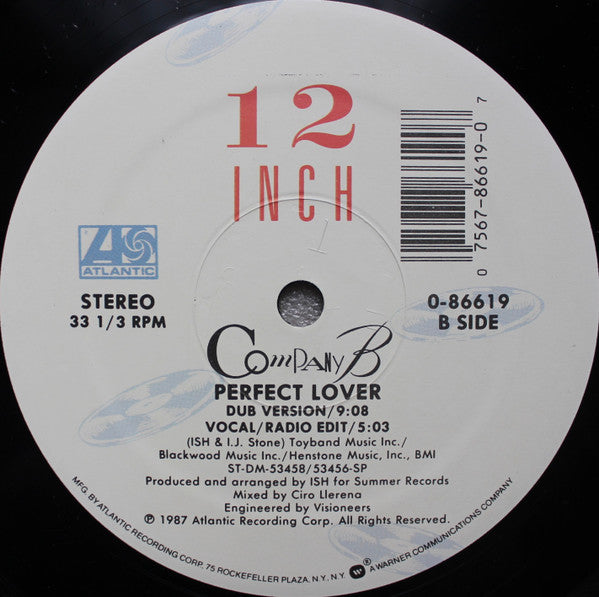 12
INCH
0 7567-86619-0 7
ATLANTIC
STEREO
33 1/3 RPM
0-86619
B SIDE
Company B
PERFECT LOVER
DUB VERSION/9:08
VOCAL/RADIO EDIT/5:03
(ISH & I.J. Stone) Toyband Music Inc./
Blackwood Music Inc./Henstone Music, Inc., BMI
ST-DM-53458/53456-SP
Produced and arranged by ISH for Summer Records
Mixed by Ciro Llerena
Engineered by Visioneers
℗ 1987 Atlantic Recording Corp. All Rights Reserved.
MFG. BY ATLANTIC RECORDING CORP. 75 ROCKEFELLER PLAZA. N.Y. N.Y. ® A WARNER COMMUNICATIONS COMPANY